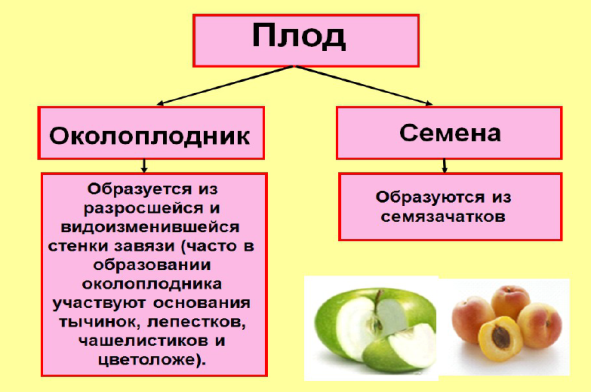 Плод
Околоплодник
Семена
Образуется из
разросшейся и
видоизменившейся
стенки завязи (часто в
образовании
околоплодника
участвуют основания
тычинок, лепестков,
чашелистиков и
цветоложе).
Образуются из
семязачатков